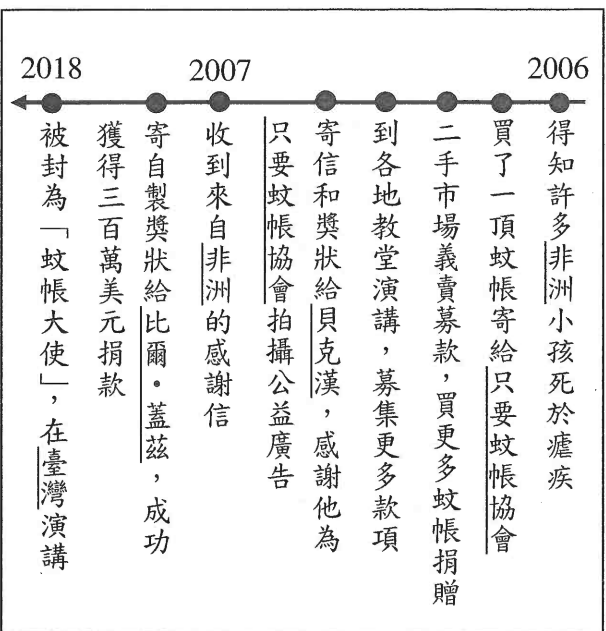 2006
得知許多非洲小孩死於瘧疾
買了一頂蚊帳寄給只要蚊帳協會
二手市場義賣募款，買更多蚊帳捐贈
到各地教堂演講，募集更多款項
寄信和獎狀給貝克漢，感謝他為
只要蚊帳協會拍攝公益廣告
2007
收到來自非洲的感謝信
寄自製獎狀給比爾・蓋茲，成功
獲得三百萬美元捐款
2018
被封為「蚊帳大使」，在臺灣演講